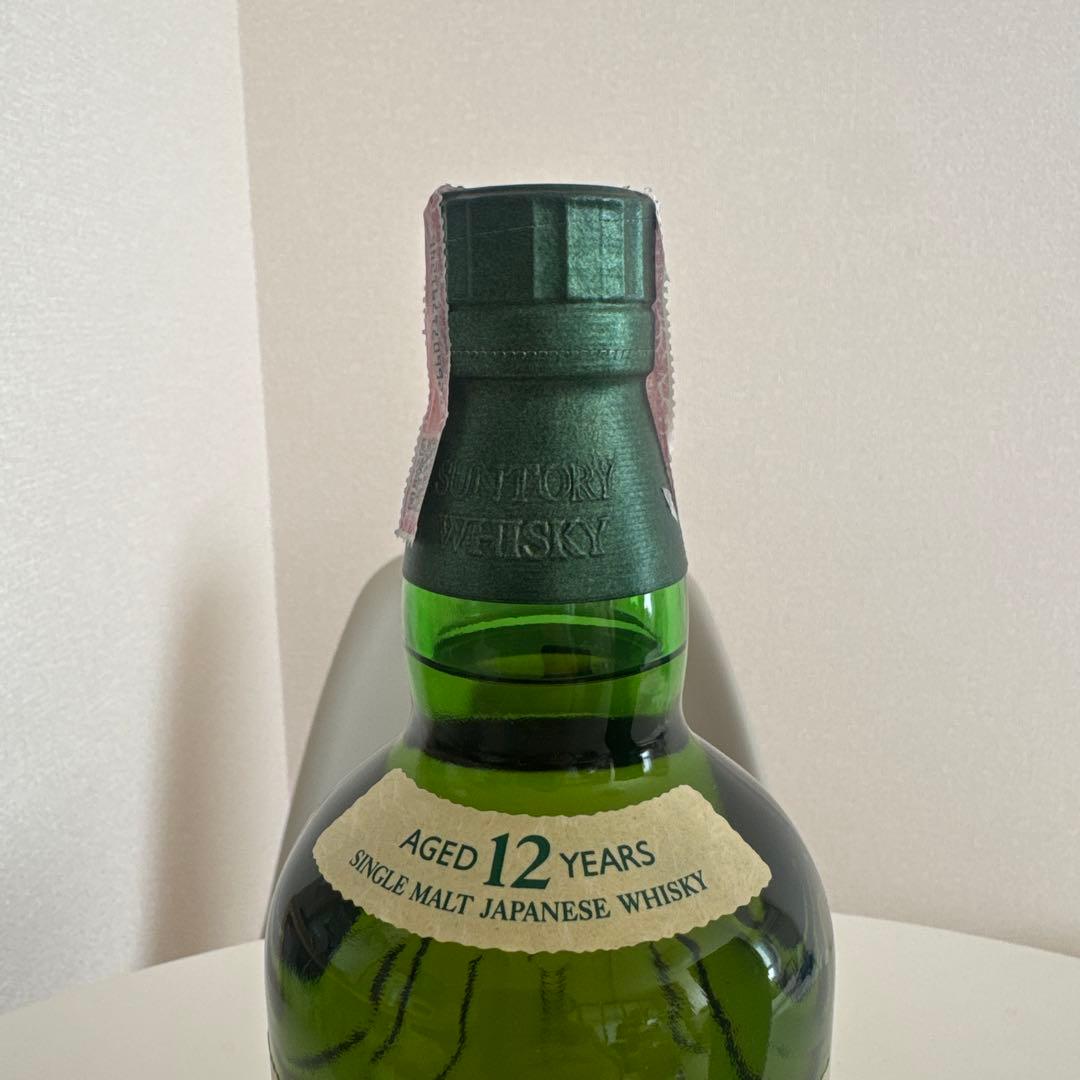 SUNTORY
WHISKY
AGED 12 YEARS
SINGLE MALT JAPANESE WHISKY